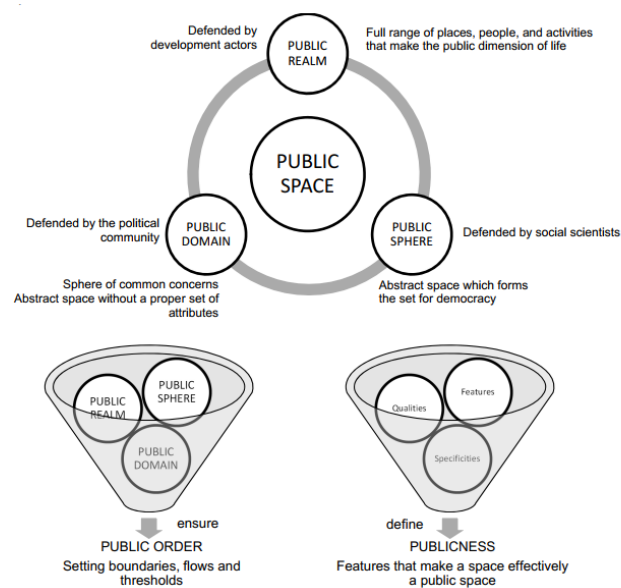 Defended by
development actors
PUBLIC
REALM
Full range of places, people, and activities
that make the public dimension of life
PUBLIC
SPACE
Defended by the political
community
PUBLIC
DOMAIN
PUBLIC
SPHERE
Defended by social scientists
Sphere of common concerns
Abstract space without a proper set of
attributes
Abstract space which forms
the set for democracy
PUBLIC
REALM
PUBLIC
SPHERE
PUBLIC
DOMAIN
Qualities
Features
Specificities
ensure
PUBLIC ORDER
Setting boundaries, flows and
thresholds
define
PUBLICNESS
Features that make a space effectively
a public space